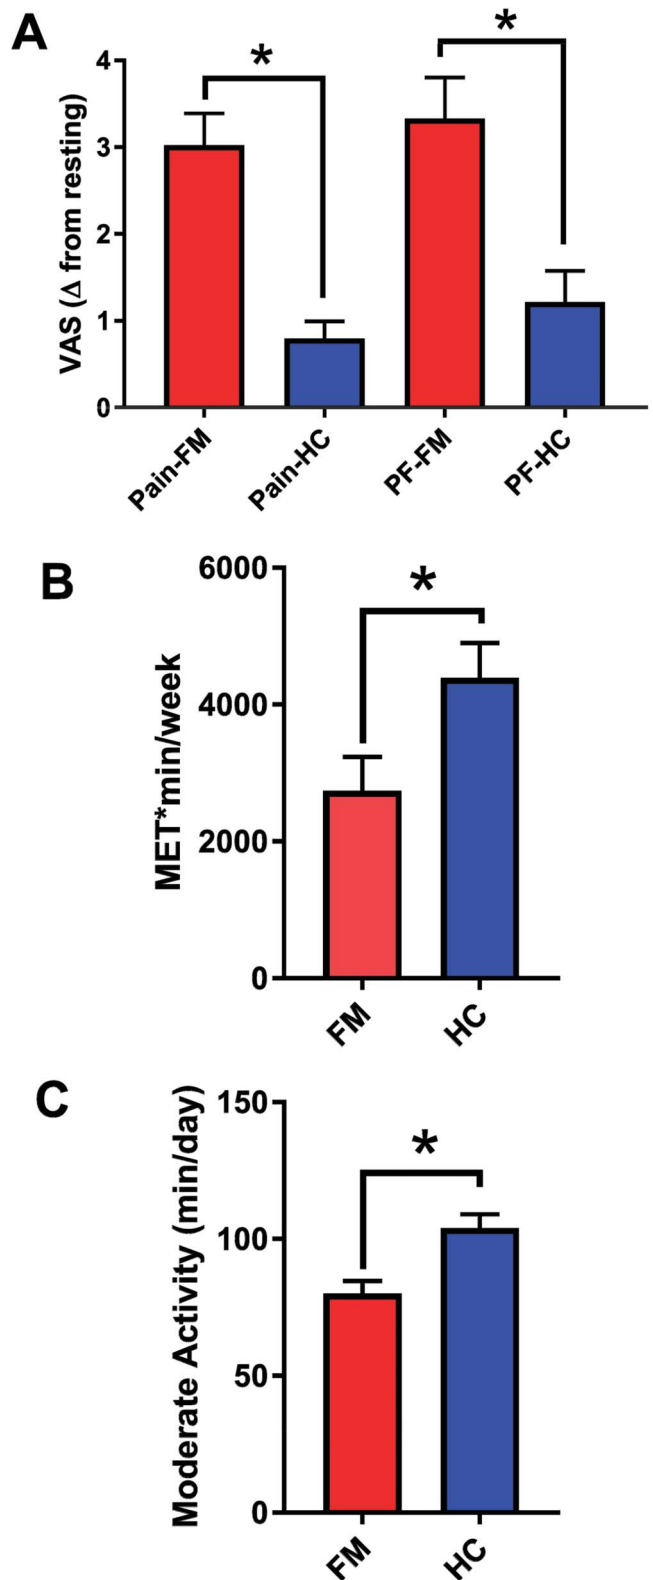 A
*
*
4
3
2
1
0
VAS (Δ from resting)
Pain-FM
Pain-HC
PF-FM
PF-HC
B
*
6000
4000
2000
0
MET*min/week
FM
HC
C
*
150
100
50
0
Moderate Activity (min/day)
FM
HC